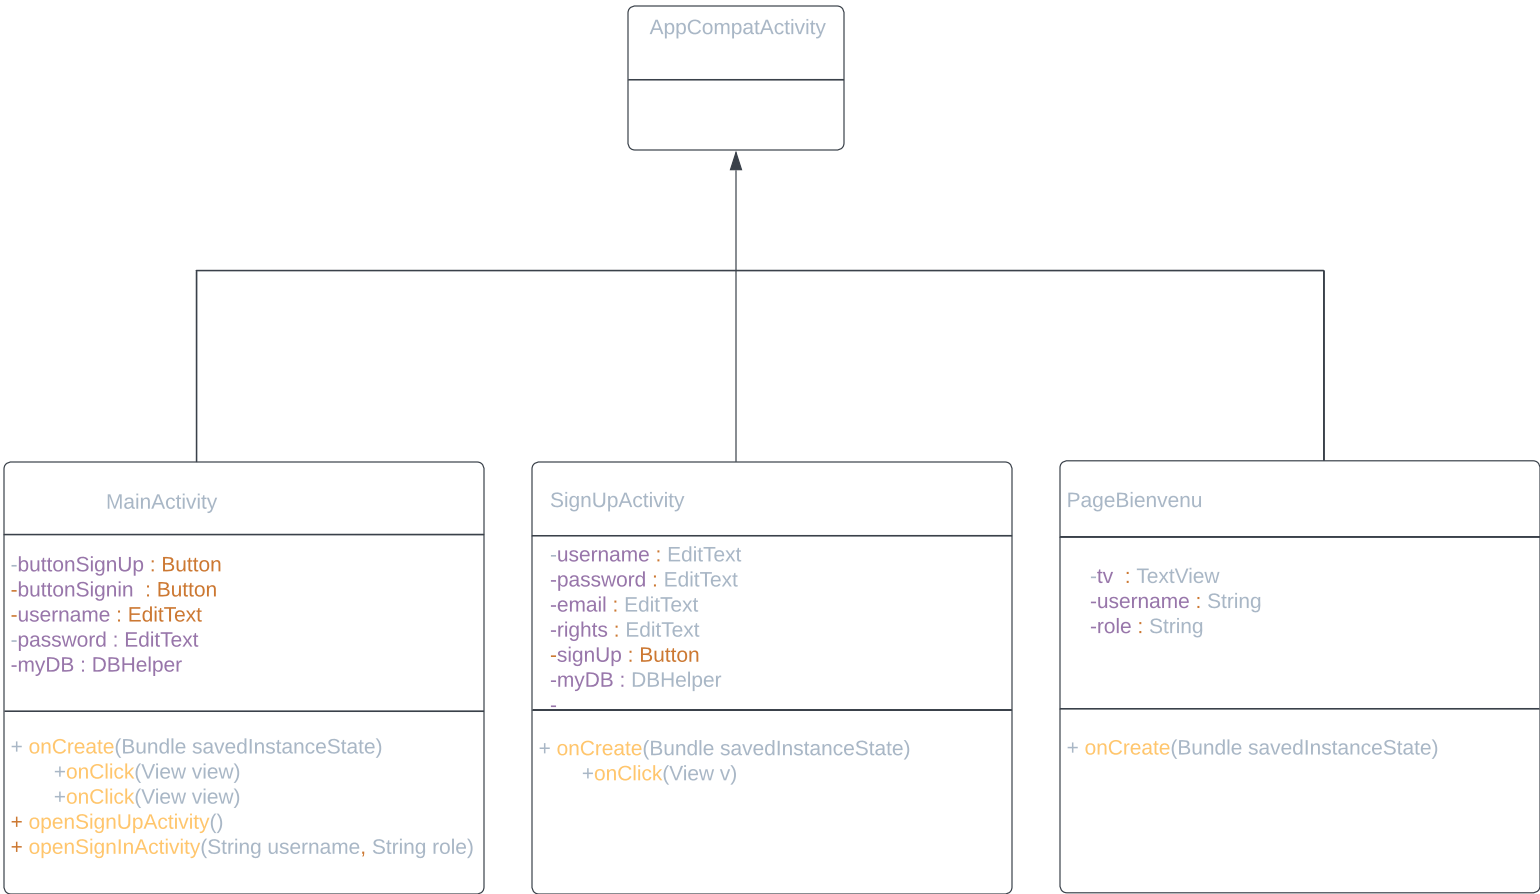 AppCompatActivity
MainActivity
-buttonSignUp : Button
-buttonSignin  : Button
-username : EditText
-password : EditText
-myDB : DBHelper
+ onCreate(Bundle savedInstanceState)
+onClick(View view)
+onClick(View view)
+ openSignUpActivity()
+ openSignInActivity(String username, String role)
SignUpActivity
-username : EditText
-password : EditText
-email : EditText
-rights : EditText
-signUp : Button
-myDB : DBHelper
-
+ onCreate(Bundle savedInstanceState)
+onClick(View v)
PageBienvenu
-tv  : TextView
-username : String
-role : String
+ onCreate(Bundle savedInstanceState)